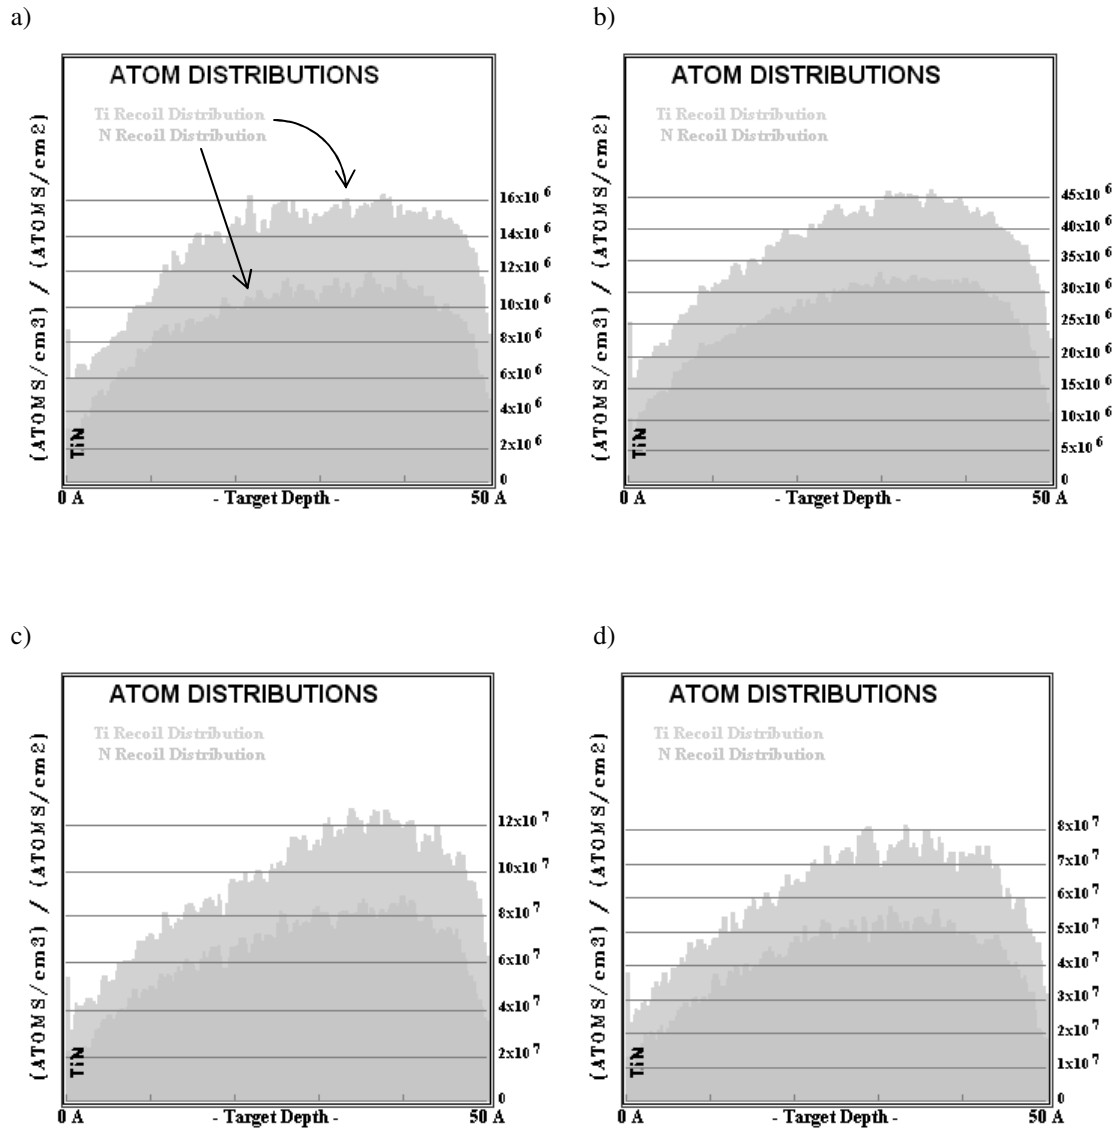 a)
ATOM DISTRIBUTIONS
Ti Recoil Distribution
N Recoil Distribution
(ATOMS/cm3) / (ATOMS/cm2)
16x10 6
14x10 6
12x10 6
10x10 6
8x10 6
6x10 6
4x10 6
2x10 6
0
TiN
0 A
- Target Depth -
50 A
b)
ATOM DISTRIBUTIONS
Ti Recoil Distribution
N Recoil Distribution
(ATOMS/cm3) / (ATOMS/cm2)
45x10 6
40x10 6
35x10 6
30x10 6
25x10 6
20x10 6
15x10 6
10x10 6
5x10 6
0
TiN
0 A
- Target Depth -
50 A
c)
ATOM DISTRIBUTIONS
Ti Recoil Distribution
N Recoil Distribution
(ATOMS/cm3) / (ATOMS/cm2)
12x10 7
10x10 7
8x10 7
6x10 7
4x10 7
2x10 7
0
TiN
0 A
- Target Depth -
50 A
d)
ATOM DISTRIBUTIONS
Ti Recoil Distribution
N Recoil Distribution
(ATOMS/cm3) / (ATOMS/cm2)
8x10 7
7x10 7
6x10 7
5x10 7
4x10 7
3x10 7
2x10 7
1x10 7
0
TiN
0 A
- Target Depth -
50 A